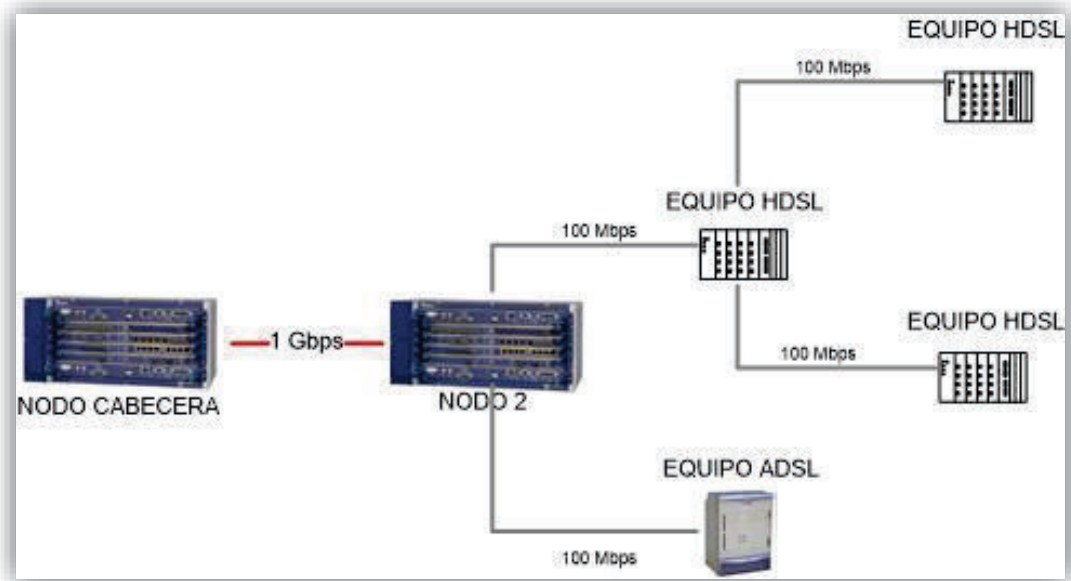 EQUIPO HDSL
100 Mbps
EQUIPO HDSL
100 Mbps
1 Gbps
NODO CABECERA
NODO 2
EQUIPO HDSL
100 Mbps
EQUIPO ADSL
100 Mbps